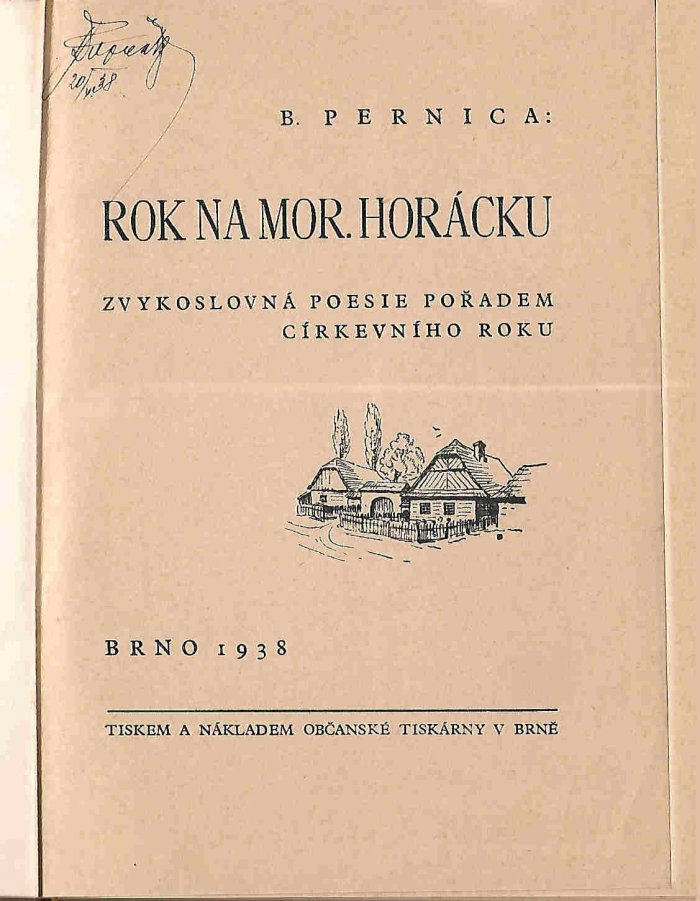 B. PERNICA:
ROK NA MOR. HORÁCKU
ZVYKOSLOVNÁ POESIE POŘADEM
CÍRKEVNÍHO ROKU
BRNO 1938
TISKEM A NÁKLADEM OBČANSKÉ TISKÁRNY V BRNĚ